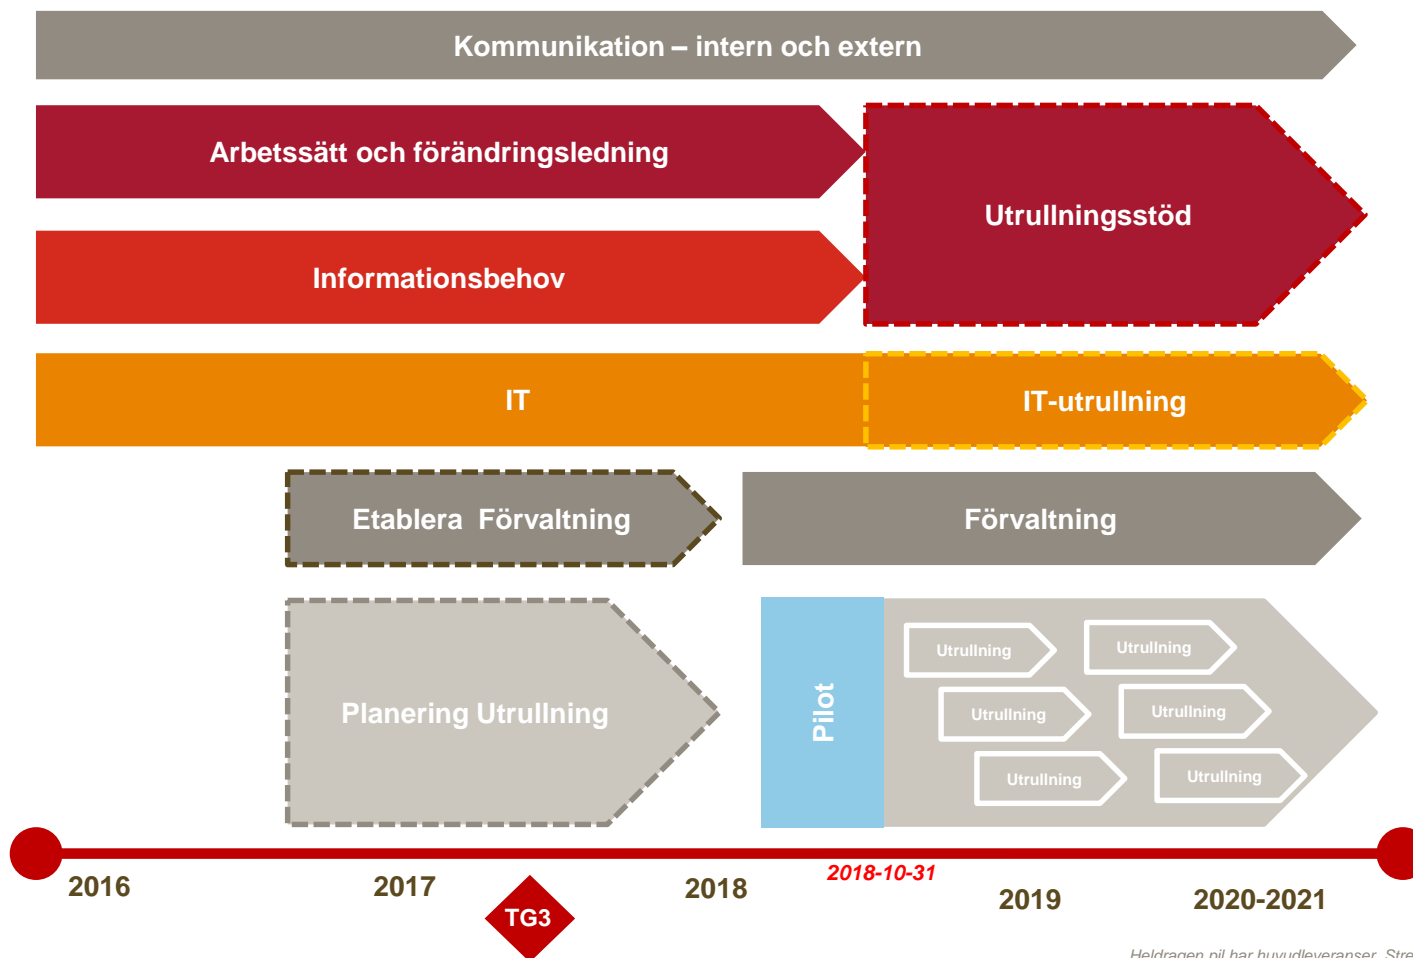 Kommunikation – intern och extern
Arbetssätt och förändringsledning
Utrullningsstöd
Informationsbehov
IT
IT-utrullning
Etablera Förvaltning
Förvaltning
Planering Utrullning
Pilot
Utrullning
Utrullning
Utrullning
Utrullning
Utrullning
Utrullning
2016
2017
2018
2018-10-31
2019
2020-2021
TG3
Heldragen pil har huvudleveranser. Stre